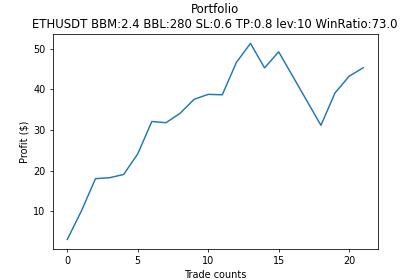 Portfolio
ETHUSDT BBM:2.4 BBL:280 SL:0.6 TP:0.8 lev:10 WinRatio:73.0
50
40
30
20
10
Profit ($)
0 5 10 15 20
Trade counts